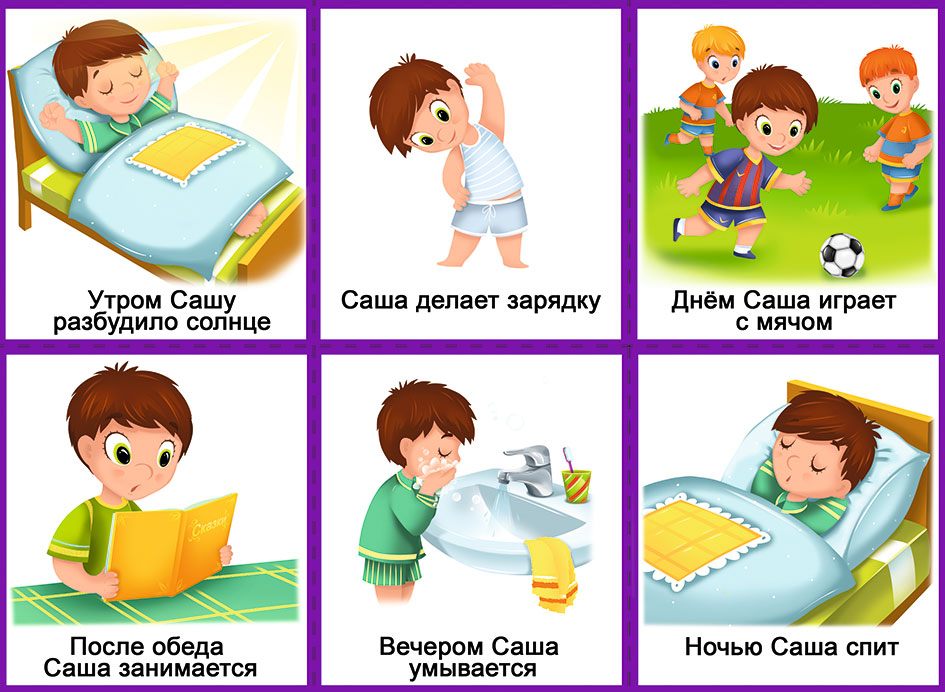 Утром Сашу
разбудило солнце
Саша делает зарядку
Днём Саша играет
с мячом
Сказки
После обеда
Саша занимается
Вечером Саша
умывается
Ночью Саша спит